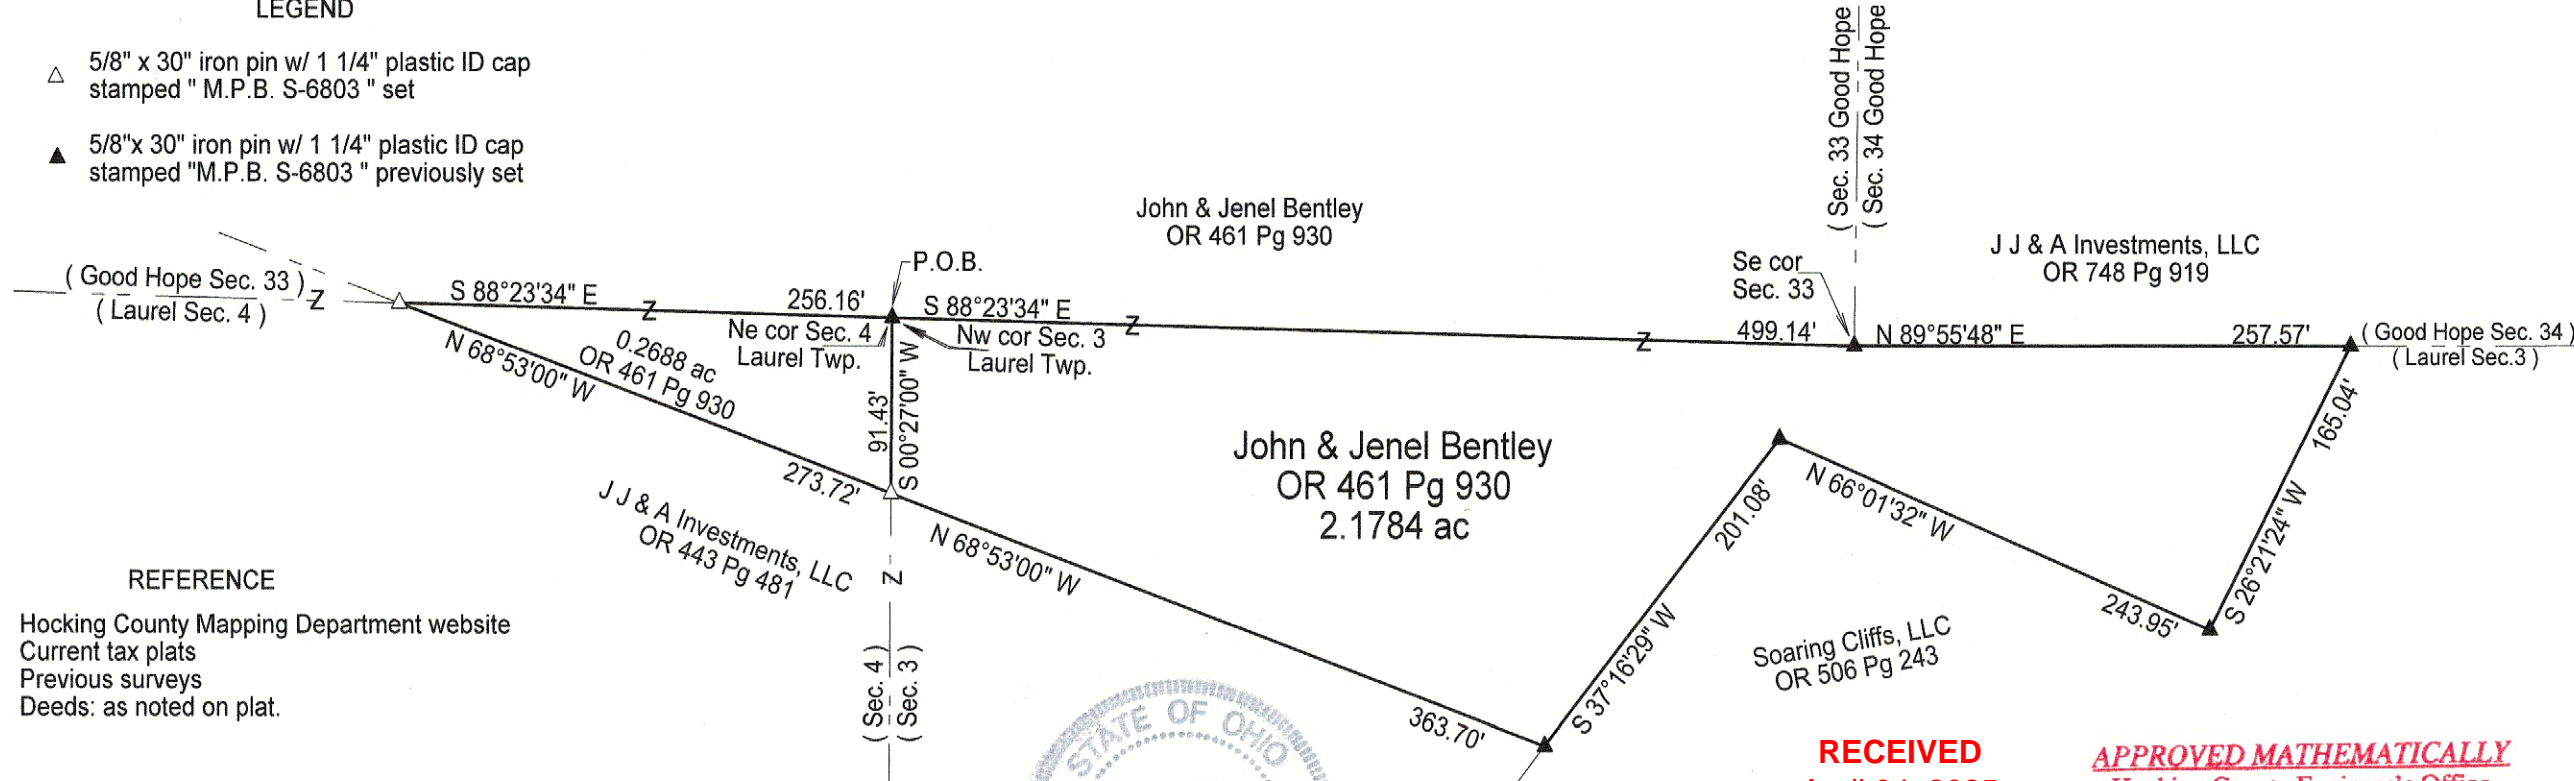 LEGEND
5/8" x 30" iron pin w/ 1 1/4" plastic ID cap
stamped " M.P.B. S-6803 " set
5/8"x 30" iron pin w/ 1 1/4" plastic ID cap
stamped "M.P.B. S-6803 " previously set
( Sec. 33 Good Hope
( Sec. 34 Good Hope
John & Jenel Bentley
OR 461 Pg 930
J J & A Investments, LLC
OR 748 Pg 919
Se cor
Sec. 33
P.O.B.
( Good Hope Sec. 33 )
( Laurel Sec. 4 )
Z
S 88°23'34" E
Z
256.16'
S 88°23'34" E
Z
Z
499.14'
N 89°55'48" E
257.57'
( Good Hope Sec. 34 )
( Laurel Sec.3 )
Ne cor Sec. 4
Laurel Twp.
Nw cor Sec. 3
Laurel Twp.
N 68°53'00" W
0.2688 ac
OR 461 Pg 930
273.72'
91.43'
S 00°27'00" W
John & Jenel Bentley
OR 461 Pg 930
2.1784 ac
165.04'
S 26°21'24" W
N 66°01'32" W
243.95'
201.08'
S 37°16'29" W
J J & A Investments, LLC
OR 443 Pg 481
Z
N 68°53'00" W
363.70'
Soaring Cliffs, LLC
OR 506 Pg 243
( Sec. 4 )
( Sec. 3 )
REFERENCE
Hocking County Mapping Department website
Current tax plats
Previous surveys
Deeds: as noted on plat.
STATE OF OHIO
RECEIVED
APPROVED MATHEMATICALLY